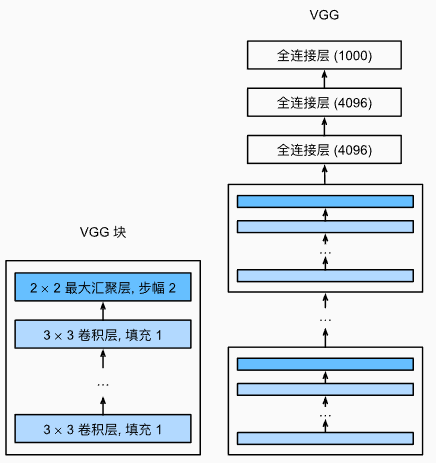 VGG 块
2 × 2 最大汇聚层, 步幅 2
3 × 3 卷积层, 填充 1
...
3 × 3 卷积层, 填充 1
VGG
全连接层 (1000)
全连接层 (4096)
全连接层 (4096)
...
...
...